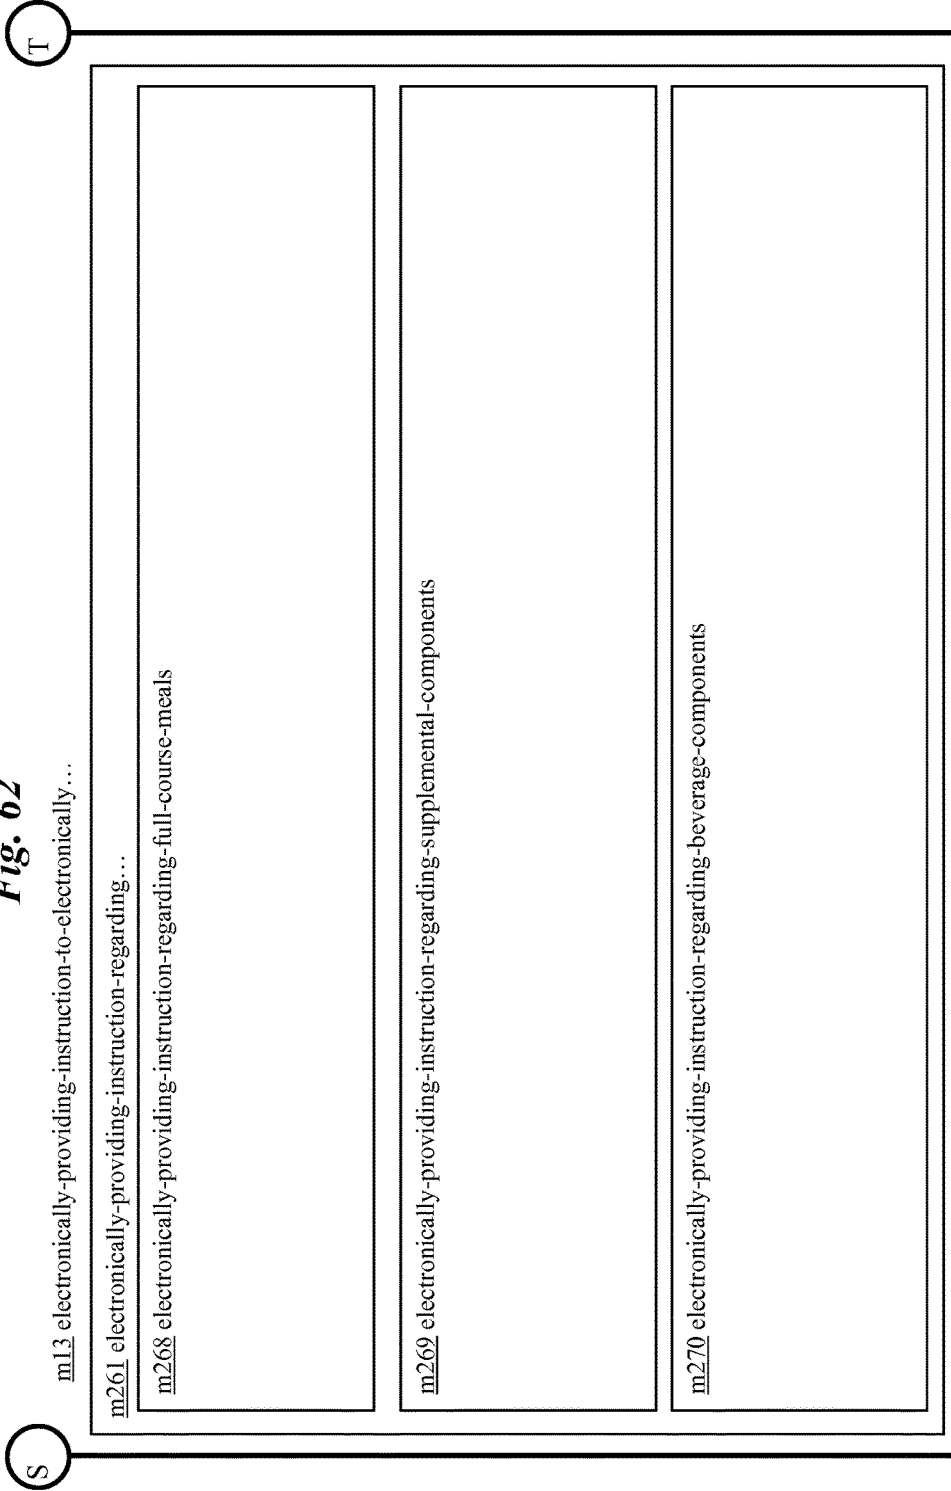 Fig. 62
S
T
m13 electronically-providing-instruction-to-electronically…
m261 electronically-providing-instruction-regarding…
m268 electronically-providing-instruction-regarding-full-course-meals
m269 electronically-providing-instruction-regarding-supplemental-components
m270 electronically-providing-instruction-regarding-beverage-components